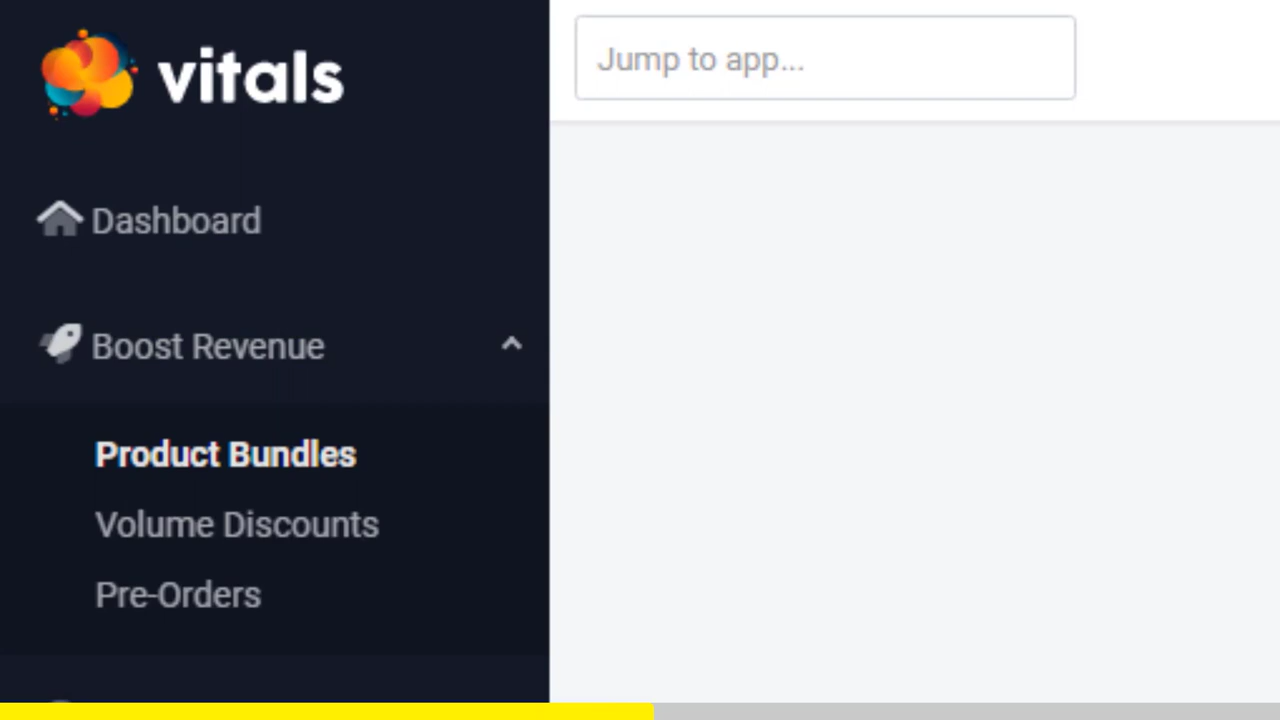 vitals
Jump to app...
Dashboard
Boost Revenue
Product Bundles
Volume Discounts
Pre-Orders